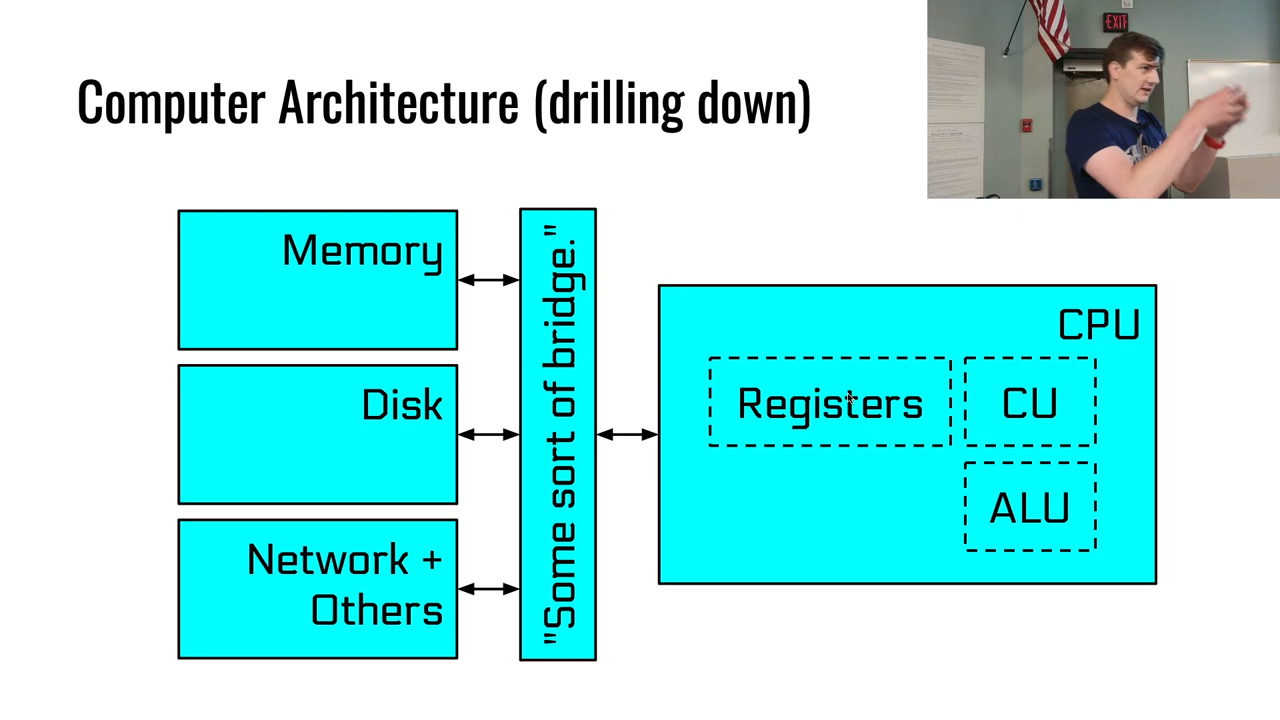 Computer Architecture (drilling down)
EXIT
Memory
Disk
Network +
Others
"Some sort of bridge."
CPU
Registers
CU
ALU